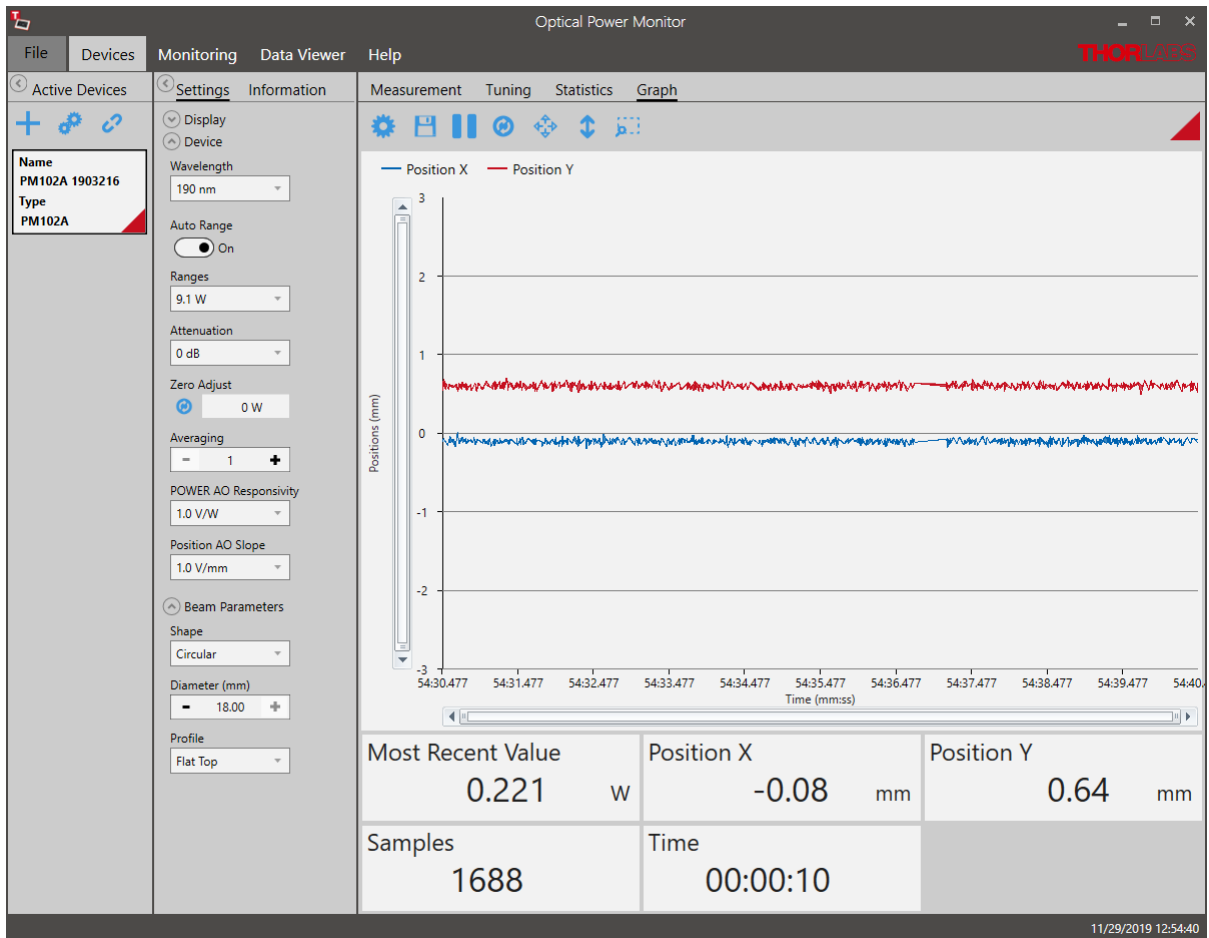 Optical Power Monitor
File Devices Monitoring Data Viewer Help
THORLABS
Active Devices
Name
PM102A 1903216
Type
PM102A
Settings Information
Display
Device
Wavelength
190 nm
Auto Range
On
Ranges
9.1 W
Attenuation
0 dB
Zero Adjust
0 W
Averaging
- 1 +
POWER AO Responsivity
1.0 V/W
Position AO Slope
1.0 V/mm
Beam Parameters
Shape
Circular
Diameter (mm)
- 18.00 +
Profile
Flat Top
Measurement Tuning Statistics Graph
Position X Position Y
3
2
1
0
-1
-2
-3
Positions (mm)
54:30.477 54:31.477 54:32.477 54:33.477 54:34.477 54:35.477 54:36.477 54:37.477 54:38.477 54:39.477 54:40.
Time (mm:ss)
Most Recent Value
0.221 W
Position X
-0.08 mm
Position Y
0.64 mm
Samples
1688
Time
00:00:10
11/29/2019 12:54:40